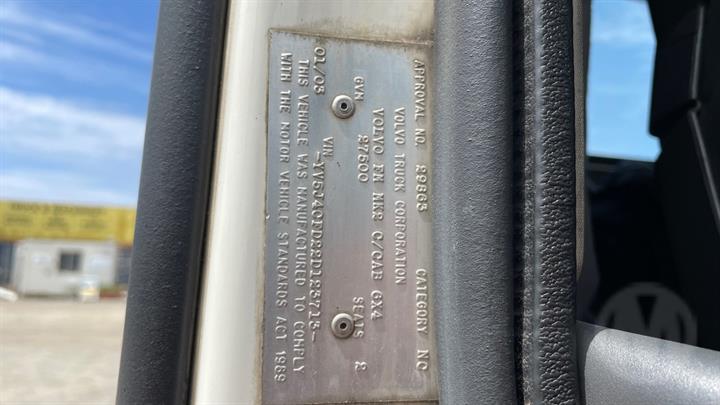 APPROVAL NO. 29863 CATEGORY NC
VOLVO TRUCK CORPORATION
VOLVO FM MK2 C/CAB 6X4
GVM 27500 SEATS 2
01/03 VIN -YV5J40FD22D123713-
THIS VEHICLE WAS MANUFACTURED TO COMPLY
WITH THE MOTOR VEHICLE STANDARDS ACT 1989
M